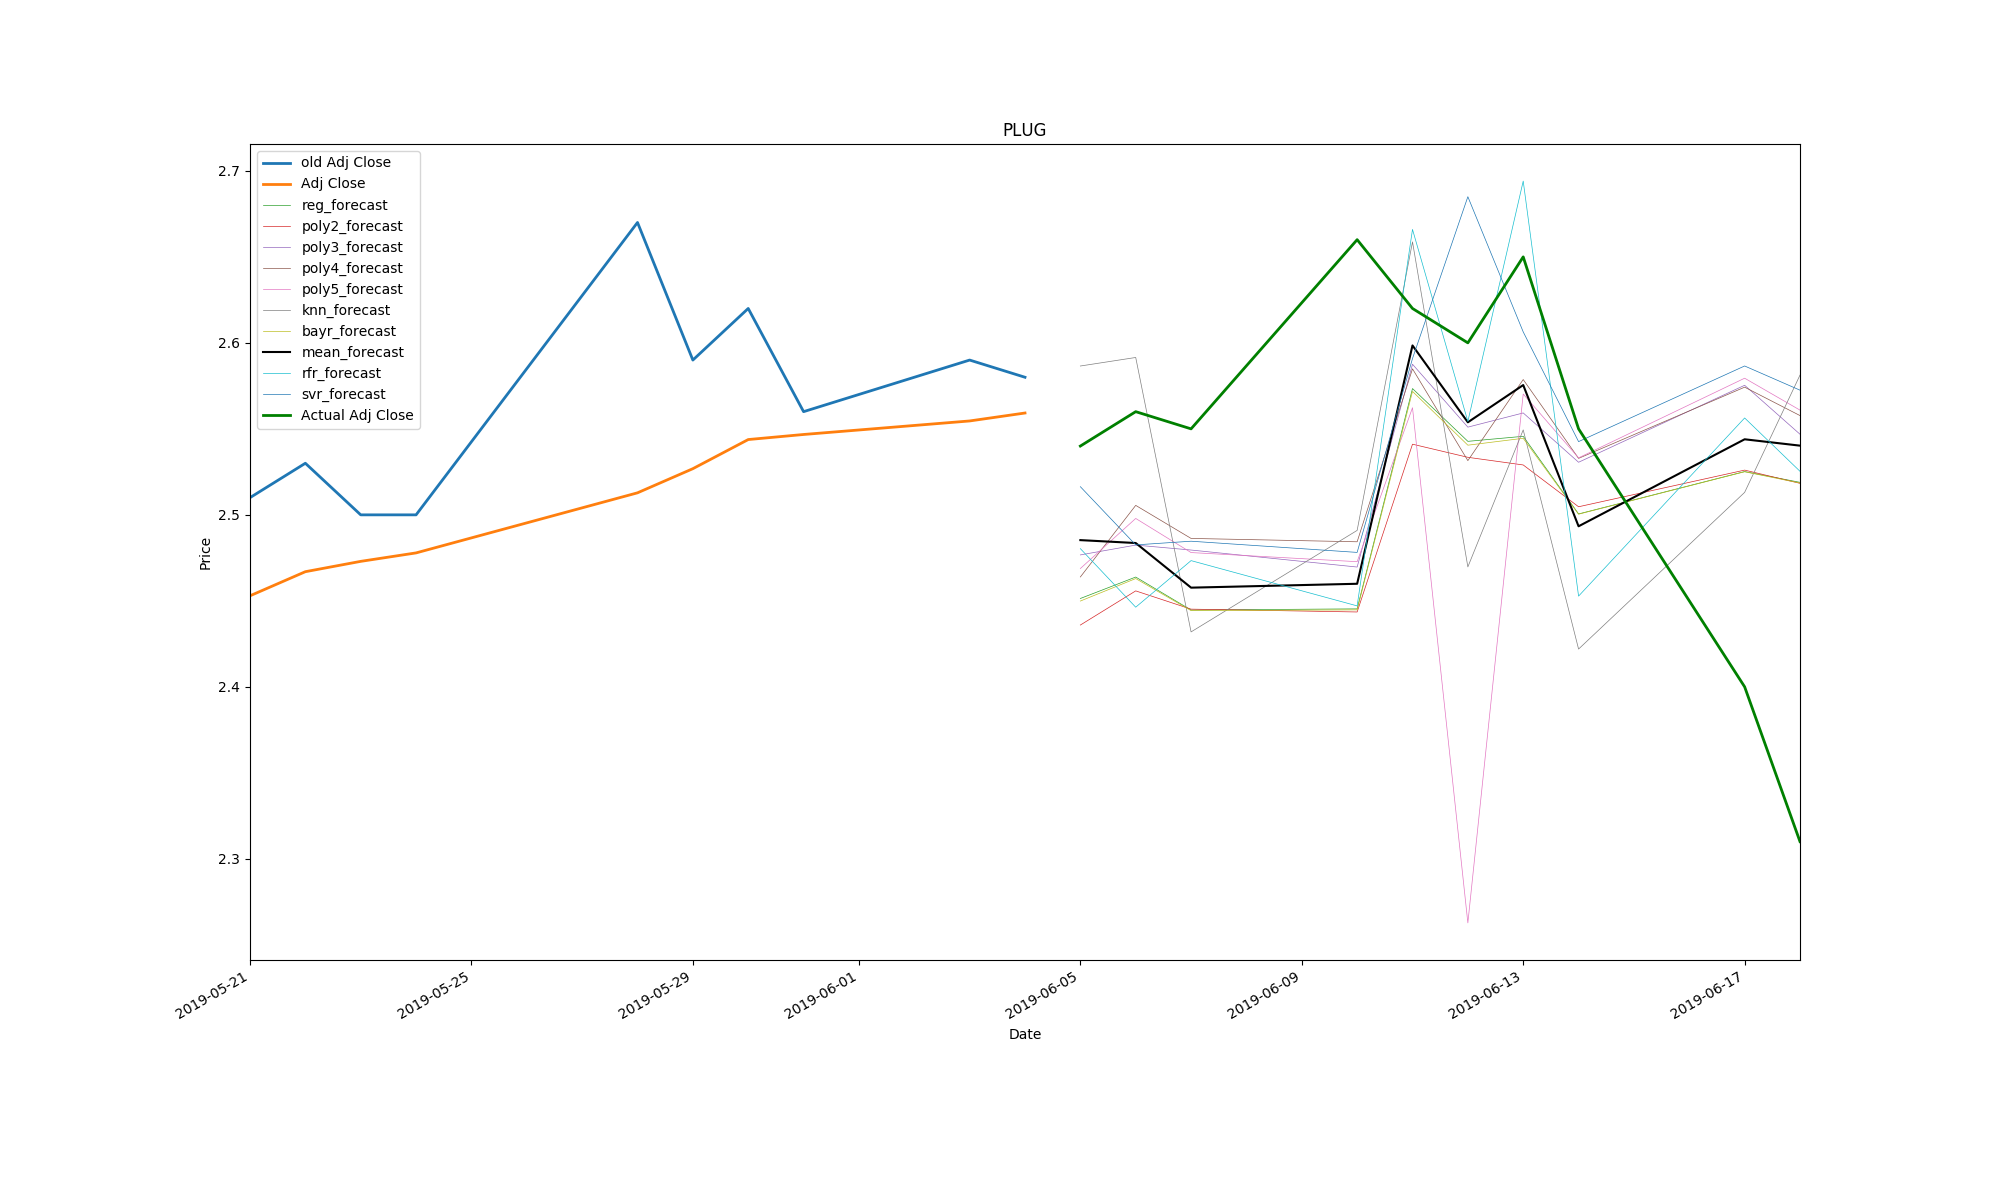 PLUG
old Adj Close
Adj Close
reg_forecast
poly2_forecast
poly3_forecast
poly4_forecast
poly5_forecast
knn_forecast
bayr_forecast
mean_forecast
rfr_forecast
svr_forecast
Actual Adj Close
2.7
2.6
2.5
2.4
2.3
Price
2019-05-21
2019-05-25
2019-05-29
2019-06-01
2019-06-05
2019-06-09
2019-06-13
2019-06-17
Date